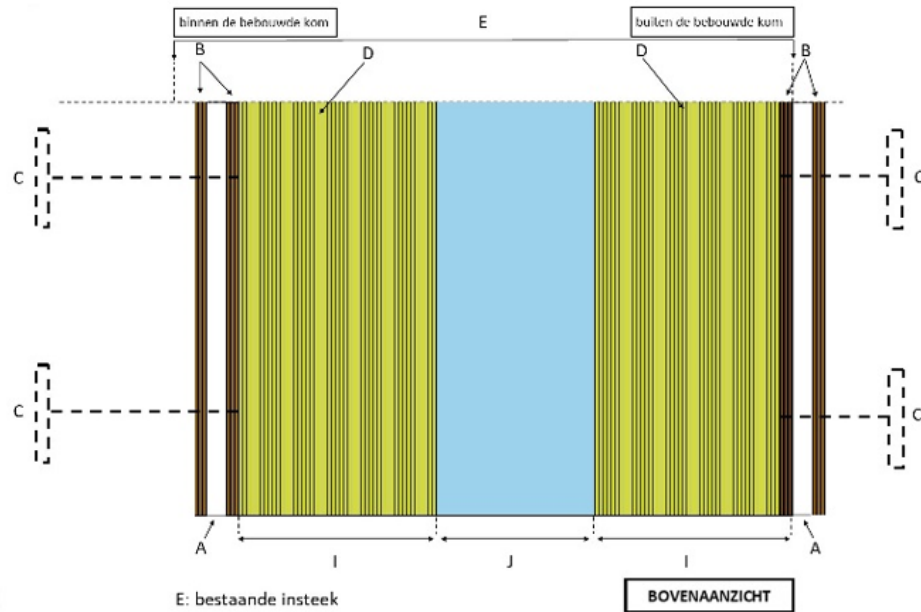 binnen de bebouwde kom
E
buiten de bebouwde kom
B
D
D
B
C
C
C
C
A
A
I
J
I
E: bestaande insteek
BOVENAANZICHT